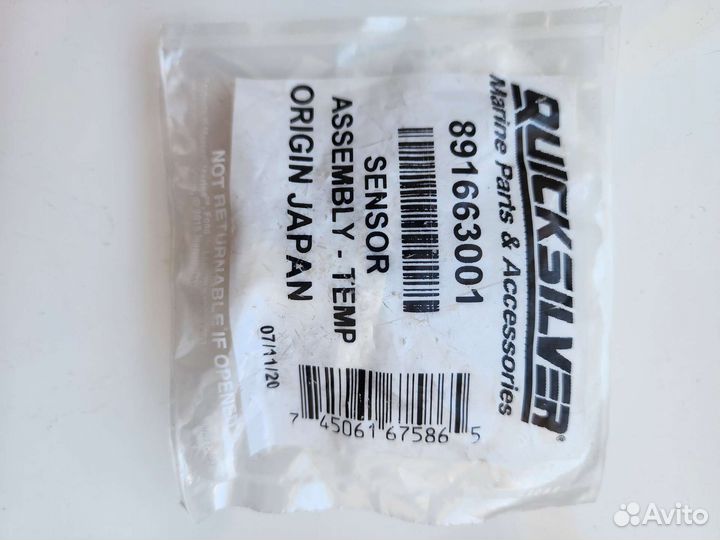 QUICKSILVER®
Marine Parts & Accessories
891663001
SENSOR
ASSEMBLY - TEMP
ORIGIN JAPAN
07/11/20
7 45061 67586 5
NOT RETURNABLE IF OPENED
Avito